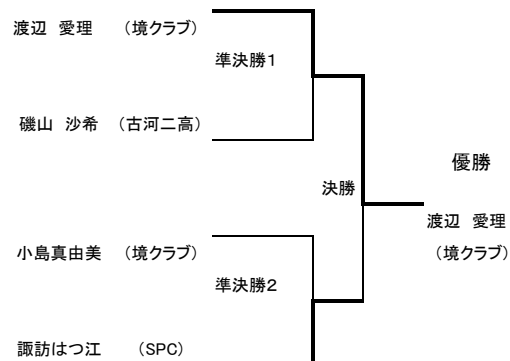 渡辺　愛理　（境クラブ）
準決勝1
磯山　沙希　（古河二高）
優勝
決勝
渡辺　愛理
（境クラブ）
小島真由美　（境クラブ）
準決勝2
諏訪はつ江　（SPC）